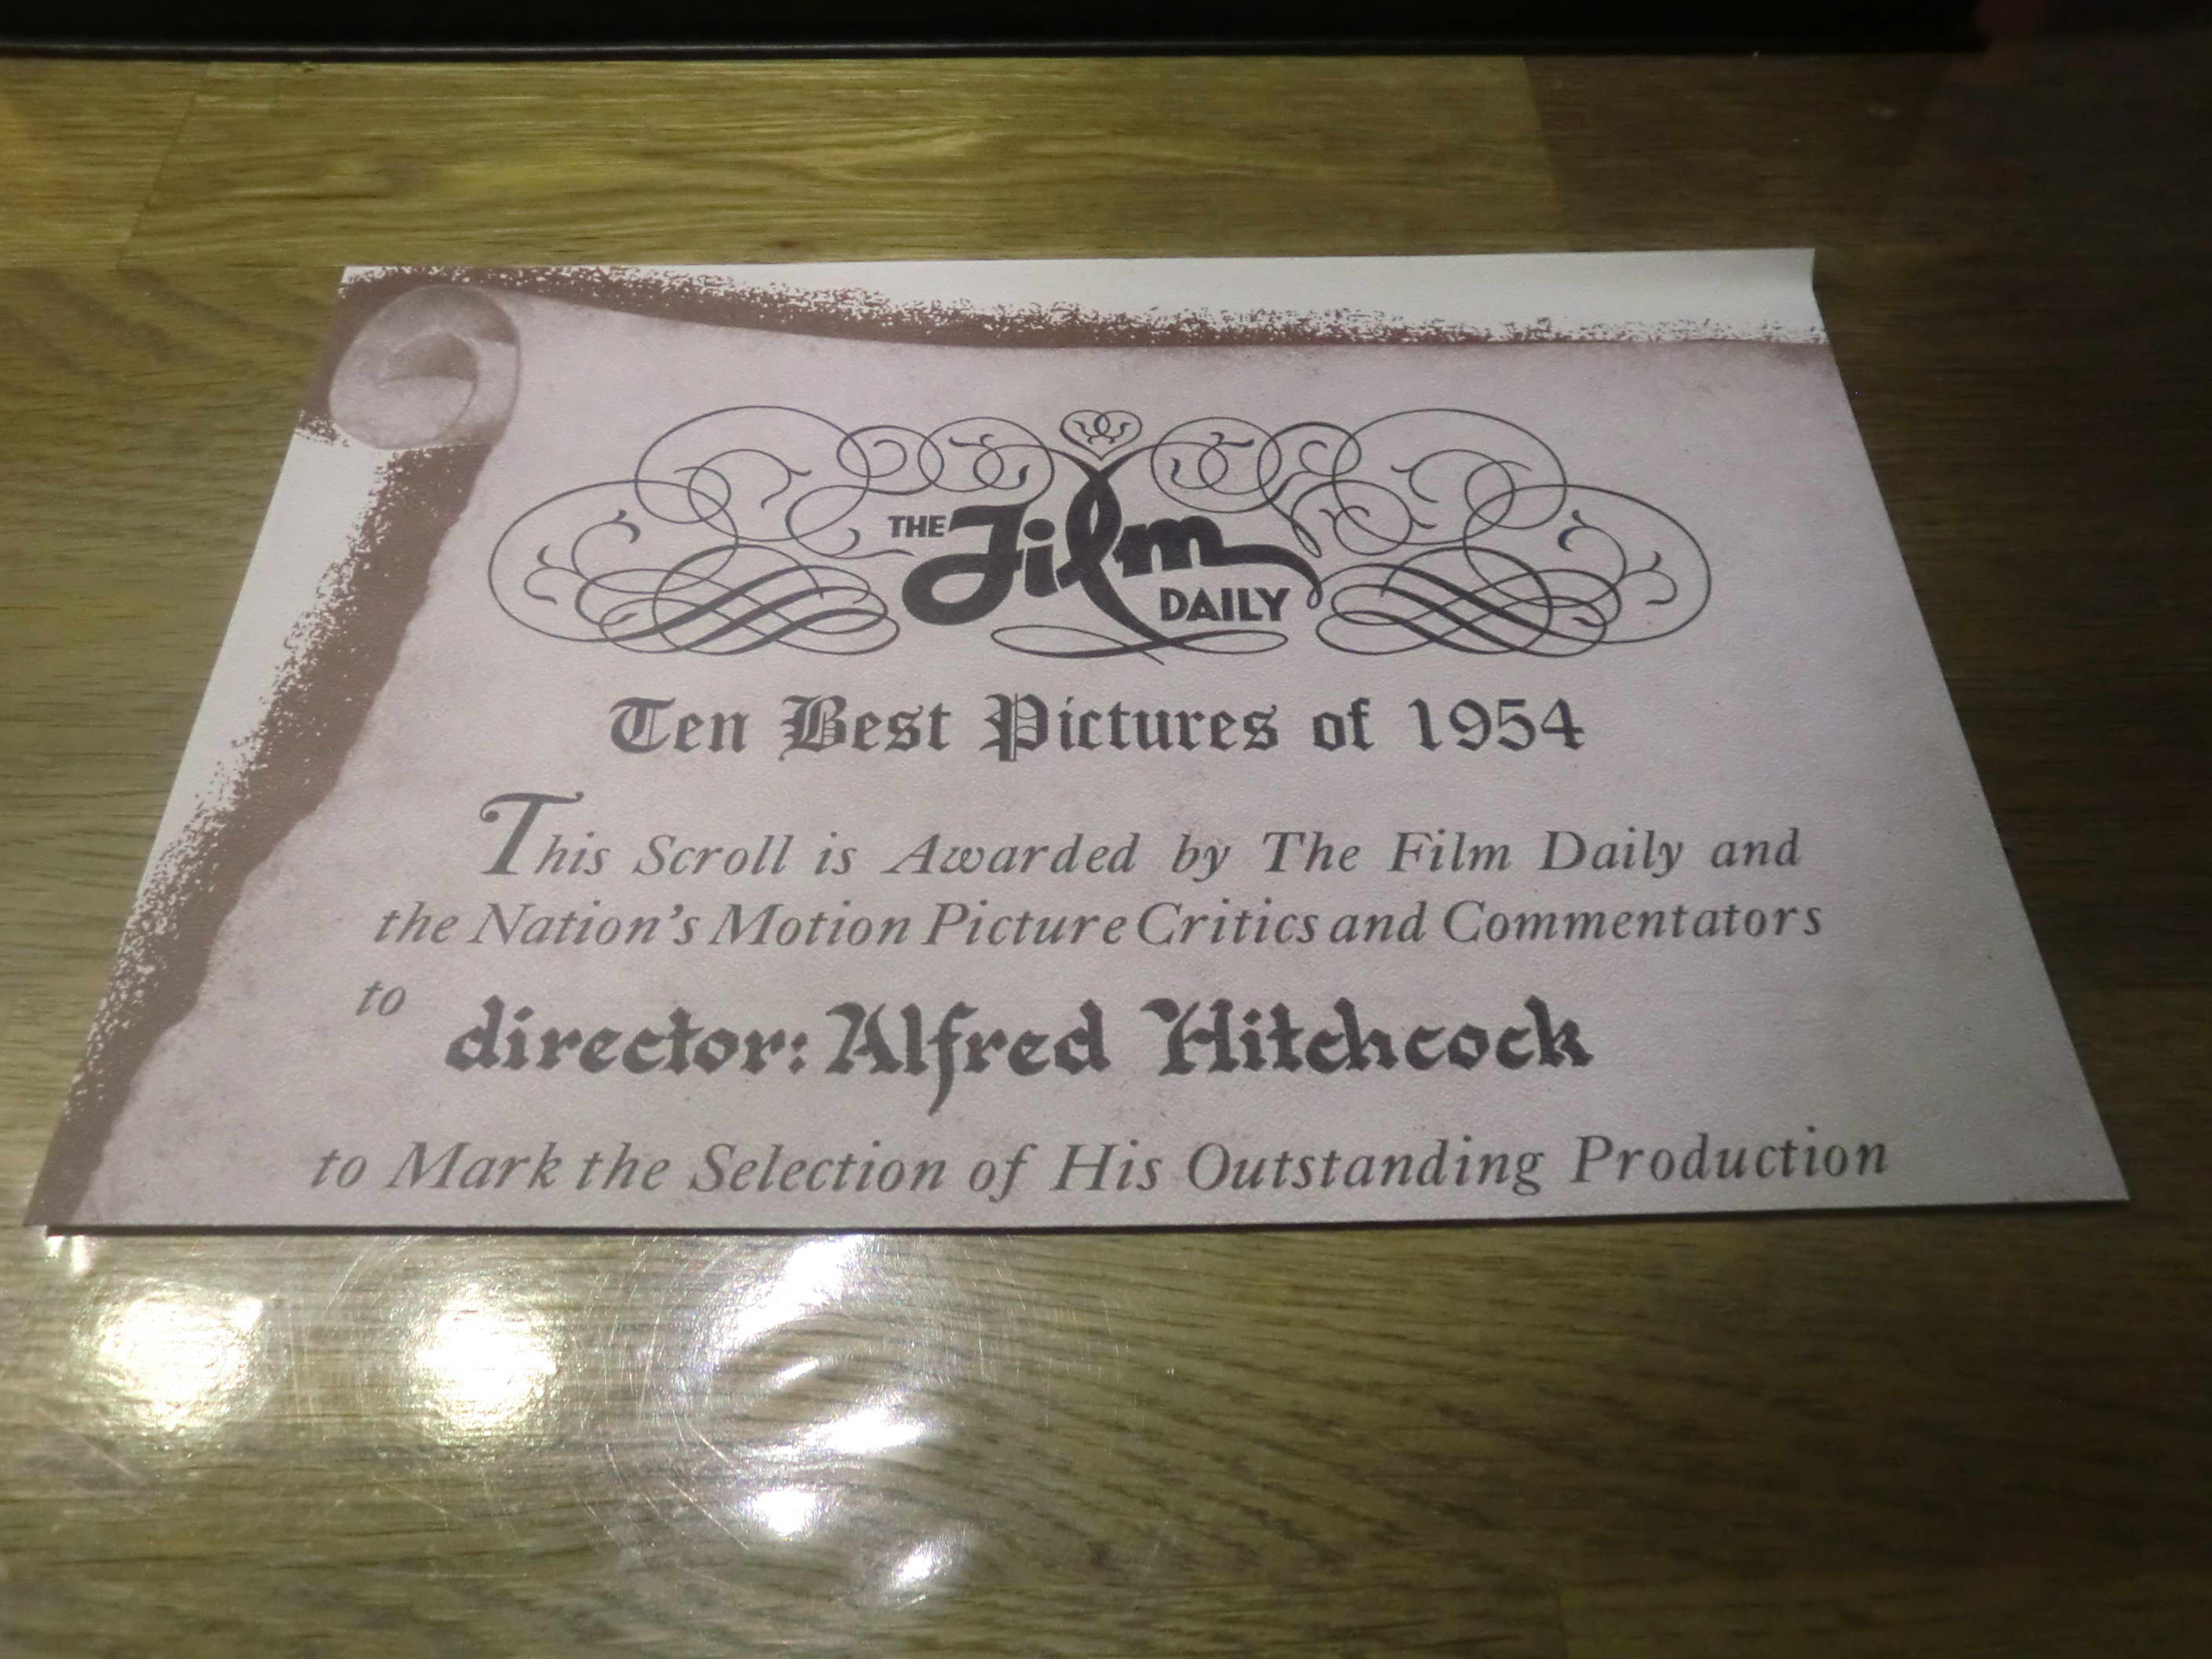 THE Film
DAILY
Ten Best Pictures of 1954
This Scroll is Awarded by The Film Daily and
the Nation's Motion Picture Critics and Commentators
to
director: Alfred Hitchcock
to Mark the Selection of His Outstanding Production